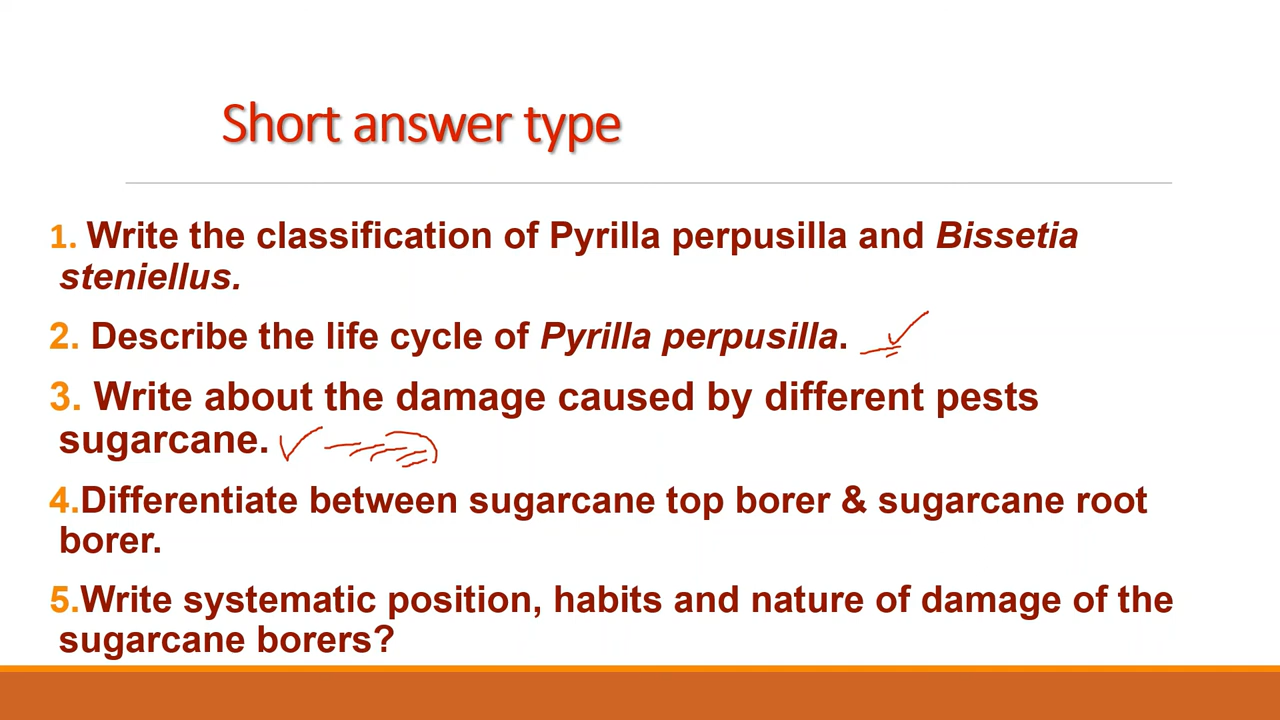 Short answer type
1. Write the classification of Pyrilla perpusilla and Bissetia
steniellus.
2. Describe the life cycle of Pyrilla perpusilla.
3. Write about the damage caused by different pests
sugarcane.
4.Differentiate between sugarcane top borer & sugarcane root
borer.
5.Write systematic position, habits and nature of damage of the
sugarcane borers?